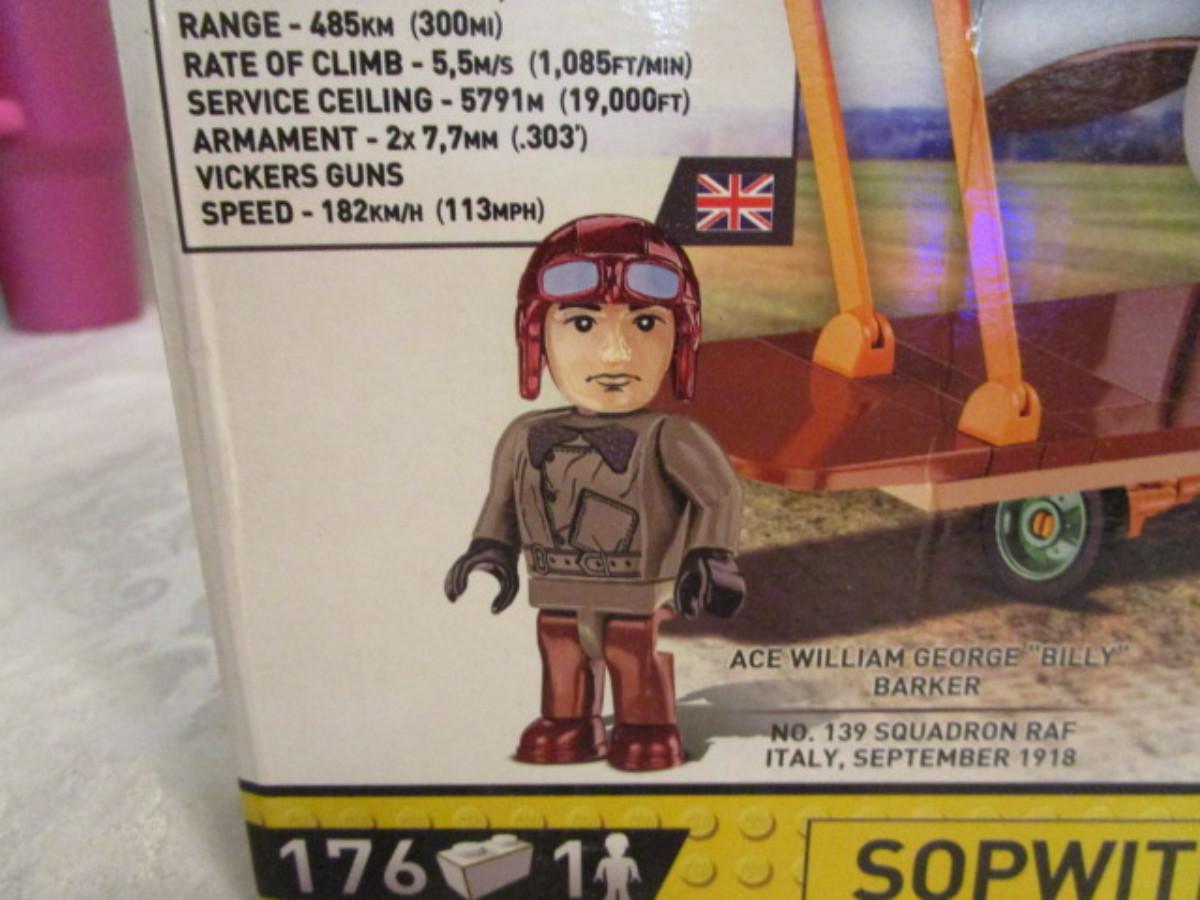 RANGE - 485KM (300MI)
RATE OF CLIMB - 5,5M/S (1,085FT/MIN)
SERVICE CEILING - 5791M (19,000FT)
ARMAMENT - 2x 7,7MM (.303')
VICKERS GUNS
SPEED - 182KM/H (113MPH)
ACE WILLIAM GEORGE "BILLY"
BARKER
NO. 139 SQUADRON RAF
ITALY, SEPTEMBER 1918
176 1
SOPWIT